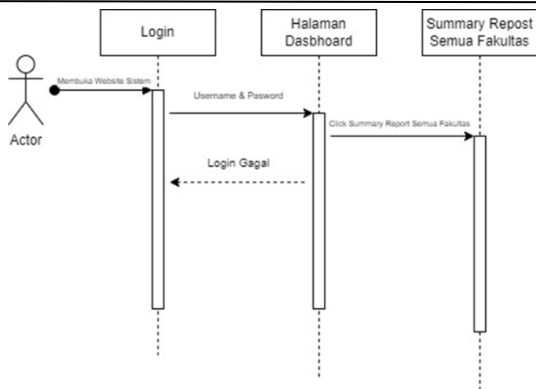 Login
Halaman
Dasbhoard
Summary Repost
Semua Fakultas
Membuka Website Sistem
Username & Pasword
Click Summary Report Semua Fakultas
Actor
Login Gagal